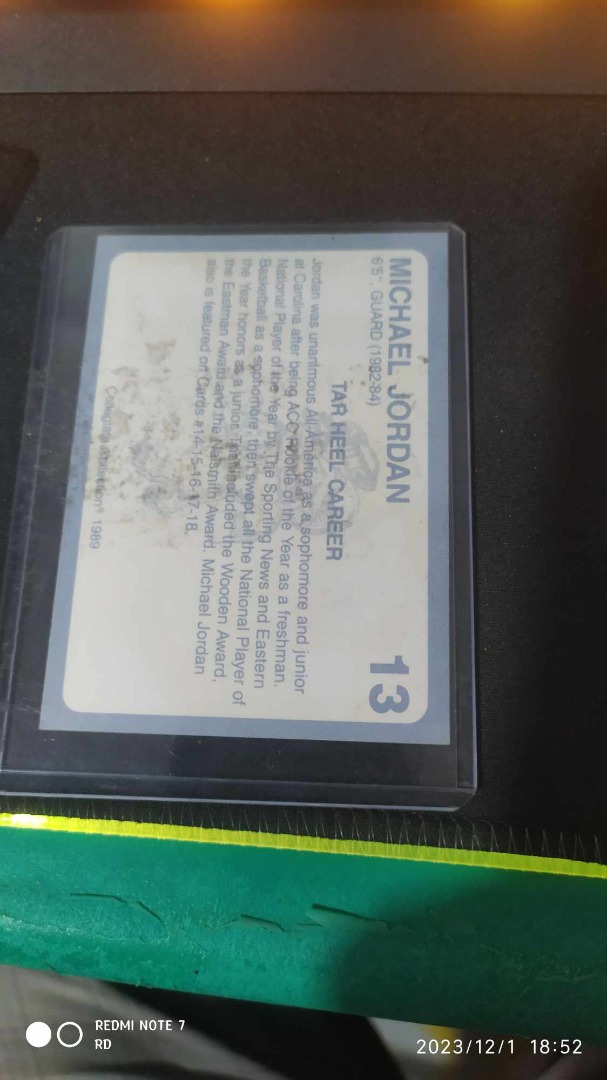 MICHAEL JORDAN
13
6'5", GUARD (1982-84)
TAR HEEL CAREER
Jordan was unanimous All-America as a sophomore and junior
at Carolina after being ACC Rookie of the Year as a freshman.
National Player of the Year by The Sporting News and Eastern
Basketball as a sophomore, then swept all the National Player of
the Year honors as a junior. That included the Wooden Award,
the Eastman Award and the Naismith Award. Michael Jordan
also is featured on Cards #14-15-16-17-18.
Collegiate Collection® 1989
REDMI NOTE 7
RD
2023/12/1 18:52